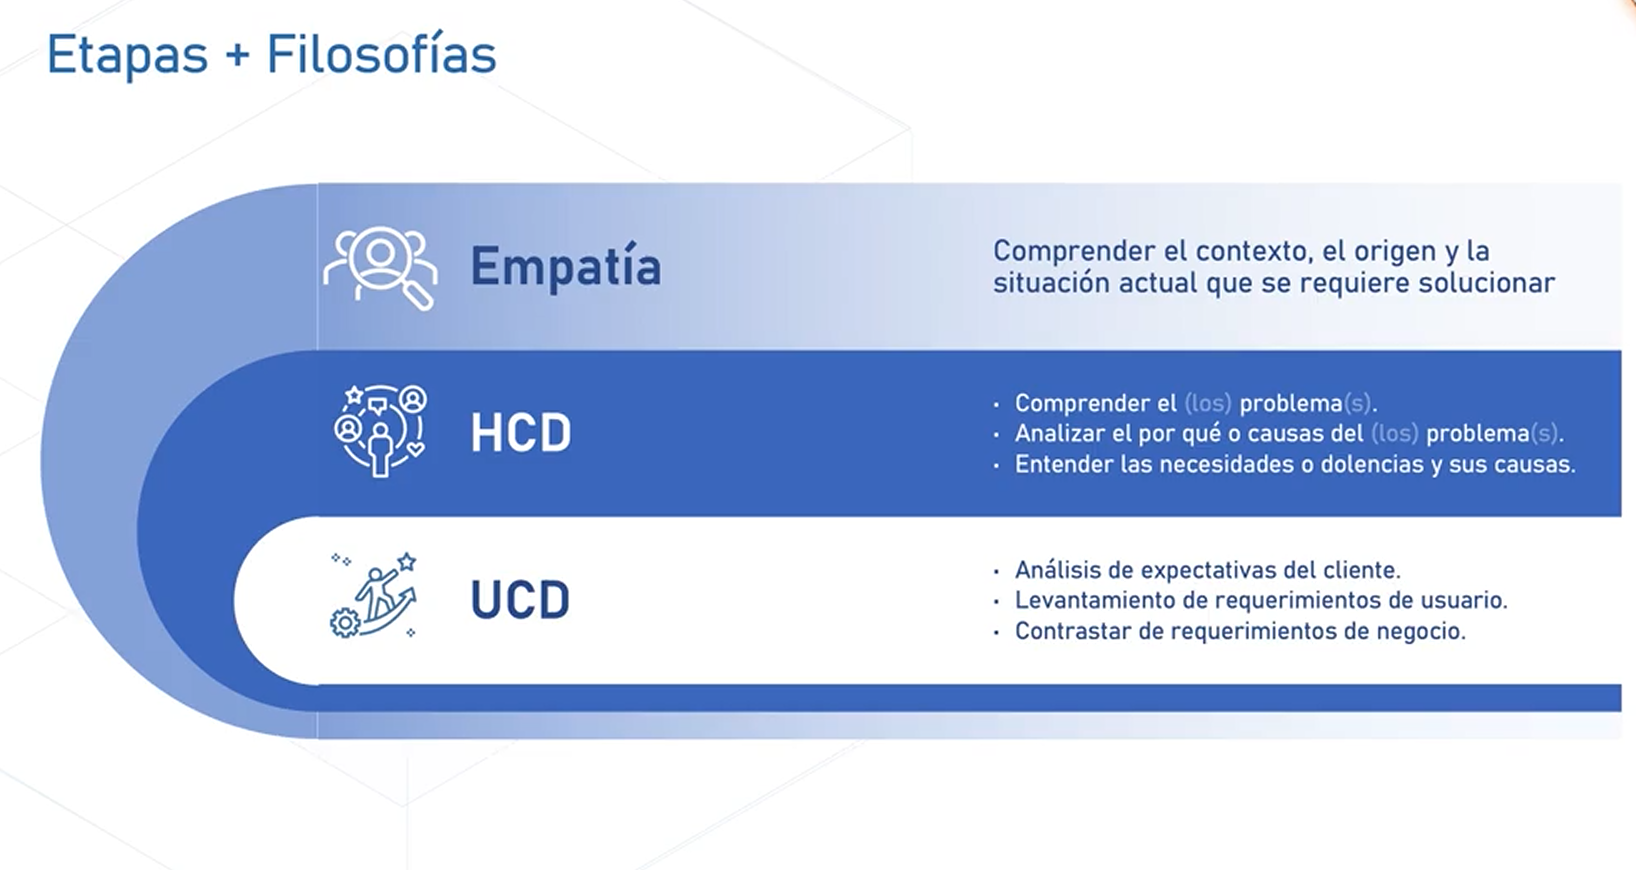 Etapas + Filosofías
Empatía
Comprender el contexto, el origen y la
situación actual que se requiere solucionar
HCD
· Comprender el (los) problema(s).
· Analizar el por qué o causas del (los) problema(s).
· Entender las necesidades o dolencias y sus causas.
UCD
· Análisis de expectativas del cliente.
· Levantamiento de requerimientos de usuario.
· Contrastar de requerimientos de negocio.